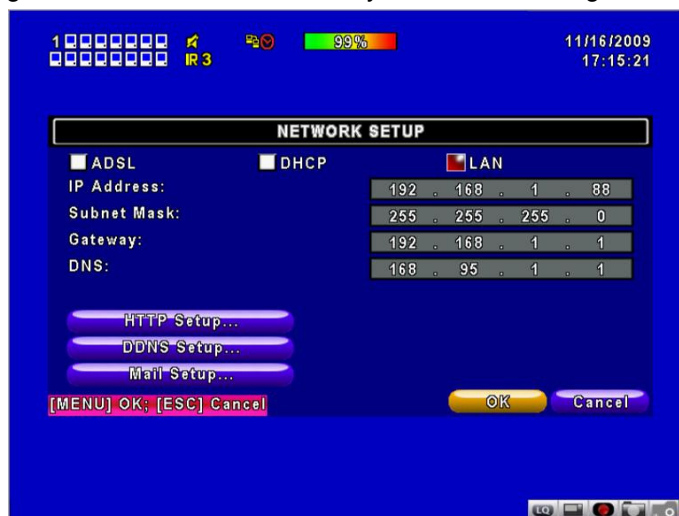 1 99% 11/16/2009
IR 3 17:15:21
NETWORK SETUP
ADSL DHCP LAN
IP Address: 192 . 168 . 1 . 88
Subnet Mask: 255 . 255 . 255 . 0
Gateway: 192 . 168 . 1 . 1
DNS: 168 . 95 . 1 . 1
HTTP Setup...
DDNS Setup...
Mail Setup...
[MENU] OK; [ESC] Cancel OK Cancel
LQ